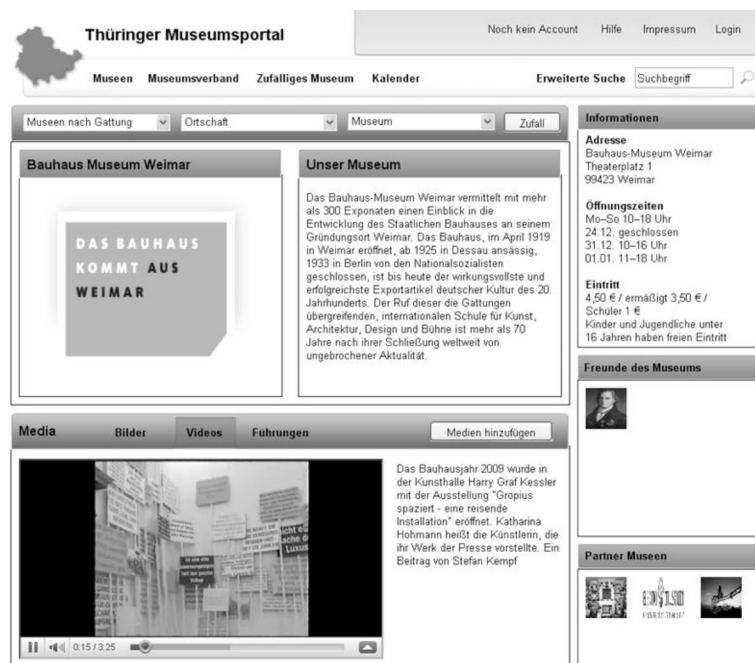 Thüringer Museumsportal
Noch kein Account
Hilfe
Impressum
Login
Museen
Museumsverband
Zufälliges Museum
Kalender
Erweiterte Suche
Suchbegriff
Museen nach Gattung
Ortschaft
Museum
Zufall
Bauhaus Museum Weimar
DAS BAUHAUS
KOMMT AUS
WEIMAR
Unser Museum
Das Bauhaus-Museum Weimar vermittelt mit mehr
als 300 Exponaten einen Einblick in die
Entwicklung des Staatlichen Bauhauses an seinem
Gründungsort Weimar. Das Bauhaus, im April 1919
in Weimar eröffnet, ab 1925 in Dessau ansässig,
1933 in Berlin von den Nationalsozialisten
geschlossen, ist bis heute der wirkungsvollste und
erfolgreichste Exportartikel deutscher Kultur des 20.
Jahrhunderts. Der Ruf dieser die Gattungen
übergreifenden, internationalen Schule für Kunst,
Architektur, Design und Bühne ist mehr als 70
Jahre nach ihrer Schließung weltweit von
ungebrochener Aktualität.
Informationen
Adresse
Bauhaus-Museum Weimar
Theaterplatz 1
99423 Weimar
Öffnungszeiten
Mo–So 10–18 Uhr
24.12. geschlossen
31.12. 10–16 Uhr
01.01. 11–18 Uhr
Eintritt
4,50 € / ermäßigt 3,50 € /
Schüler 1 €
Kinder und Jugendliche unter
16 Jahren haben freien Eintritt
Freunde des Museums
Media
Bilder
Videos
Führungen
Medien hinzufügen
Das Bauhausjahr 2009 wurde in
der Kunsthalle Harry Graf Kessler
mit der Ausstellung "Gropius
spaziert - eine reisende
Installation" eröffnet. Katharina
Hohmann heißt die Künstlerin, die
ihr Werk der Presse vorstellte. Ein
Beitrag von Stefan Kempf
0:15 / 3:25
Partner Museen